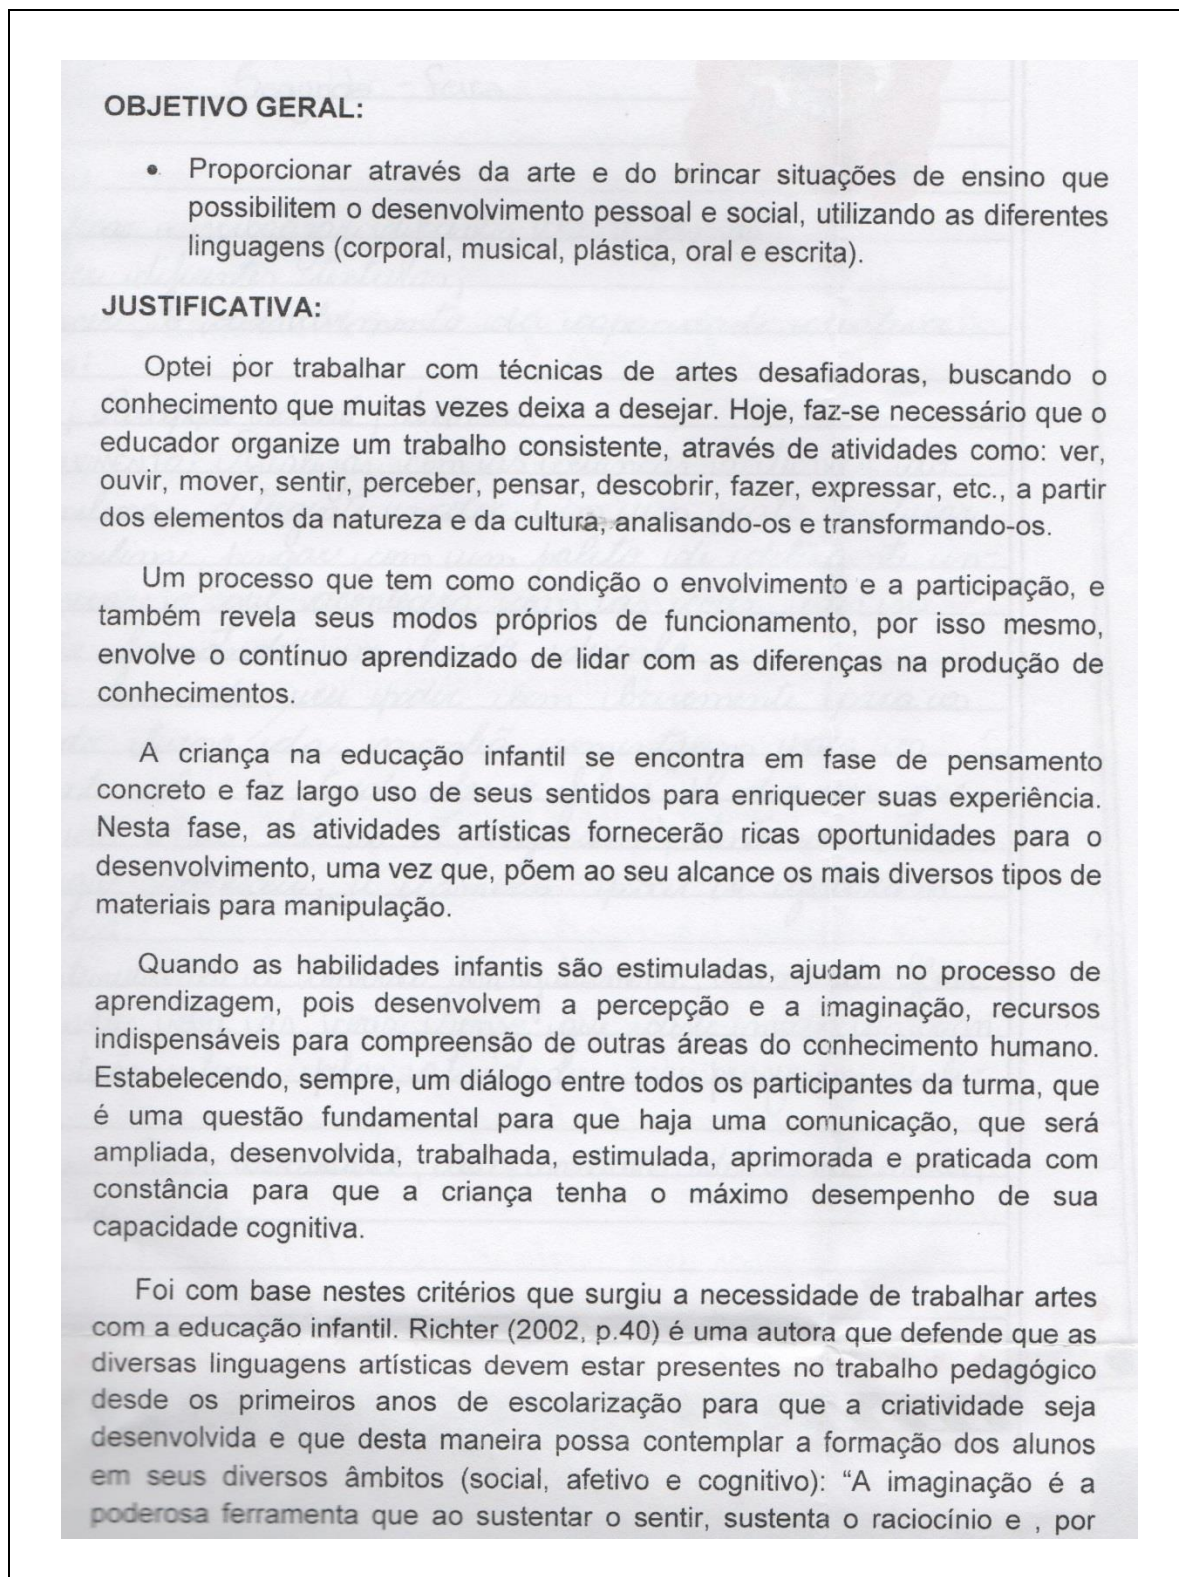 OBJETIVO GERAL:
• Proporcionar através da arte e do brincar situações de ensino que
possibilitem o desenvolvimento pessoal e social, utilizando as diferentes
linguagens (corporal, musical, plástica, oral e escrita).
JUSTIFICATIVA:
Optei por trabalhar com técnicas de artes desafiadoras, buscando o
conhecimento que muitas vezes deixa a desejar. Hoje, faz-se necessário que o
educador organize um trabalho consistente, através de atividades como: ver,
ouvir, mover, sentir, perceber, pensar, descobrir, fazer, expressar, etc., a partir
dos elementos da natureza e da cultura, analisando-os e transformando-os.
Um processo que tem como condição o envolvimento e a participação, e
também revela seus modos próprios de funcionamento, por isso mesmo,
envolve o contínuo aprendizado de lidar com as diferenças na produção de
conhecimentos.
A criança na educação infantil se encontra em fase de pensamento
concreto e faz largo uso de seus sentidos para enriquecer suas experiência.
Nesta fase, as atividades artísticas fornecerão ricas oportunidades para o
desenvolvimento, uma vez que, põem ao seu alcance os mais diversos tipos de
materiais para manipulação.
Quando as habilidades infantis são estimuladas, ajudam no processo de
aprendizagem, pois desenvolvem a percepção e a imaginação, recursos
indispensáveis para compreensão de outras áreas do conhecimento humano.
Estabelecendo, sempre, um diálogo entre todos os participantes da turma, que
é uma questão fundamental para que haja uma comunicação, que será
ampliada, desenvolvida, trabalhada, estimulada, aprimorada e praticada com
constância para que a criança tenha o máximo desempenho de sua
capacidade cognitiva.
Foi com base nestes critérios que surgiu a necessidade de trabalhar artes
com a educação infantil. Richter (2002, p.40) é uma autora que defende que as
diversas linguagens artísticas devem estar presentes no trabalho pedagógico
desde os primeiros anos de escolarização para que a criatividade seja
desenvolvida e que desta maneira possa contemplar a formação dos alunos
em seus diversos âmbitos (social, afetivo e cognitivo): “A imaginação é a
poderosa ferramenta que ao sustentar o sentir, sustenta o raciocínio e , por